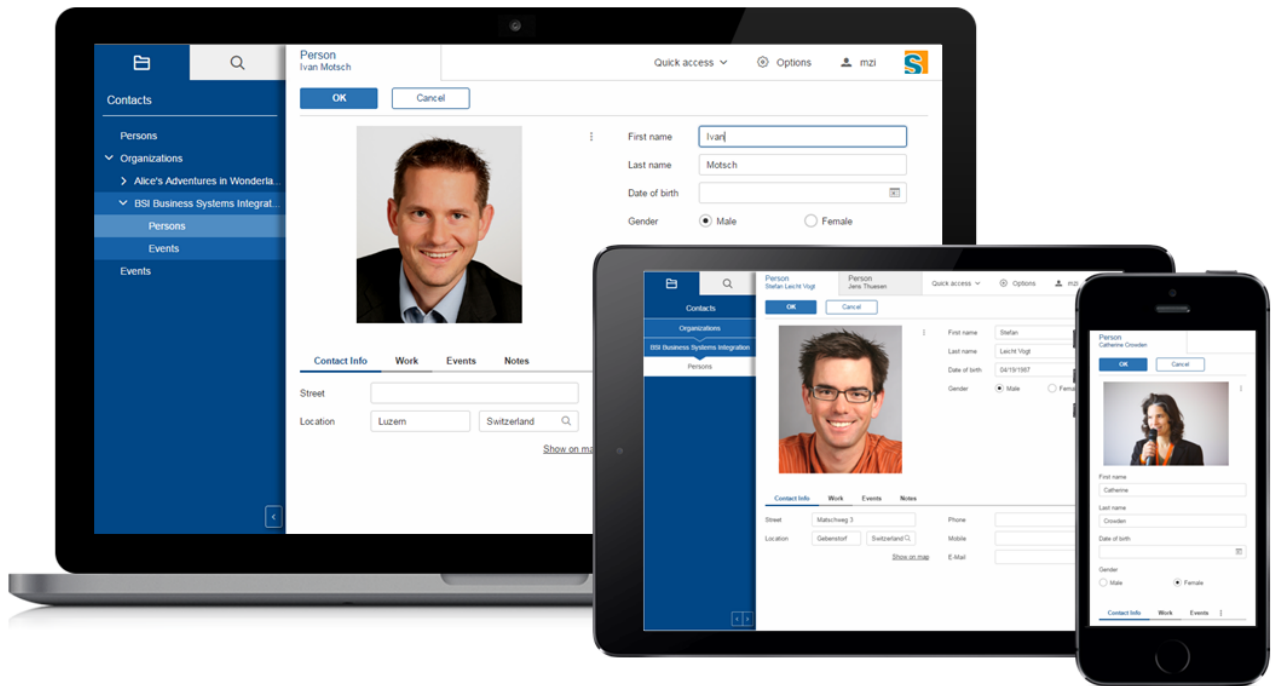 Person
Ivan Motsch
Quick access
Options
mzi
S
Contacts
OK
Cancel
Persons
Organizations
Alice's Adventures in Wonderla...
BSI Business Systems Integrat...
Persons
Events
Events
First name
Ivan
Last name
Motsch
Date of birth
Gender
Male
Female
Contact Info
Work
Events
Notes
Street
Location
Luzern
Switzerland
Show on ma
Contacts
Organizations
BSI Business Systems Integration
Persons
Person
Stefan Leicht Vogt
Person
Jens Thuesen
Quick access
Options
mzi
OK
Cancel
First name
Stefan
Last name
Leicht Vogt
Date of birth
04/19/1987
Gender
Male
Fema
Contact Info
Work
Events
Notes
Street
Matschweg 3
Phone
Location
Gebenstorf
Switzerland
Mobile
Show on map
E-Mail
Person
Catherine Crowden
OK
Cancel
First name
Catherine
Last name
Crowden
Date of birth
Gender
Male
Female
Contact Info
Work
Events